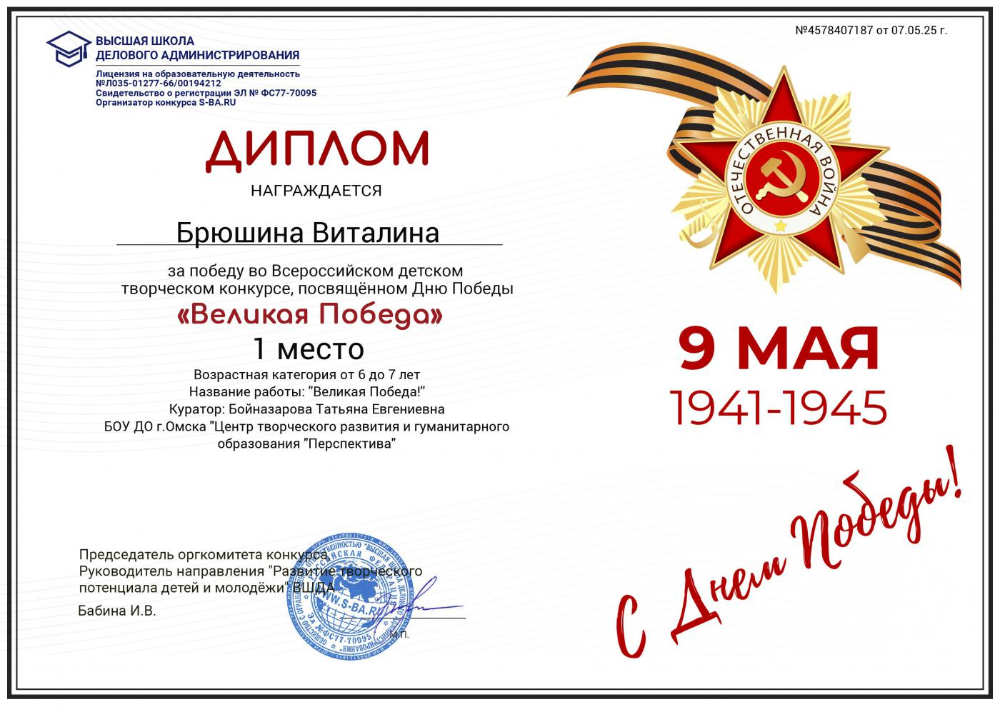 №4578407187 от 07.05.25 г.
ВЫСШАЯ ШКОЛА
ДЕЛОВОГО АДМИНИСТРИРОВАНИЯ
Лицензия на образовательную деятельность
№Л035-01277-66/00194212
Свидетельство о регистрации ЭЛ № ФС77-70095
Организатор конкурса S-BA.RU
ДИПЛОМ
НАГРАЖДАЕТСЯ
Брюшина Виталина
за победу во Всероссийском детском
творческом конкурсе, посвящённом Дню Победы
«Великая Победа»
1 место
Возрастная категория от 6 до 7 лет
Название работы: "Великая Победа!"
Куратор: Бойназарова Татьяна Евгениевна
БОУ ДО г.Омска "Центр творческого развития и гуманитарного
образования "Перспектива"
ОТЕЧЕСТВЕННАЯ ВОЙНА
9 МАЯ
1941-1945
С Днем Победы!
Председатель оргкомитета конкурса
Руководитель направления "Развитие творческого
потенциала детей и молодёжи" ВШДА
Бабина И.В.
М.П.
РОССИЙСКАЯ ФЕДЕРАЦИЯ
WWW.S-BA.RU
Эл №ФС77-70095